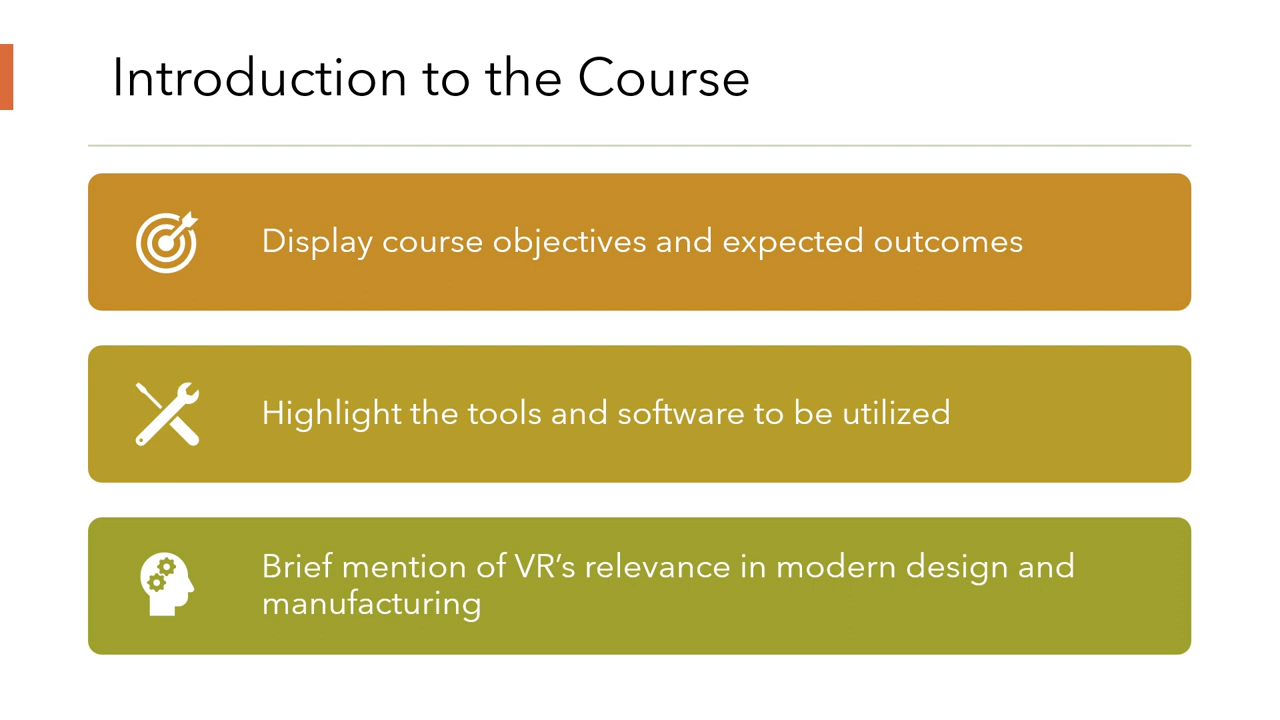 Introduction to the Course
Display course objectives and expected outcomes
Highlight the tools and software to be utilized
Brief mention of VR’s relevance in modern design and
manufacturing